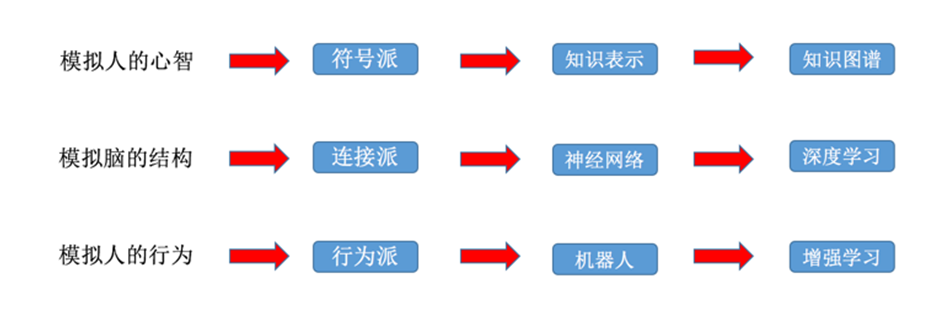 模拟人的心智 符号派 知识表示 知识图谱
模拟脑的结构 连接派 神经网络 深度学习
模拟人的行为 行为派 机器人 增强学习